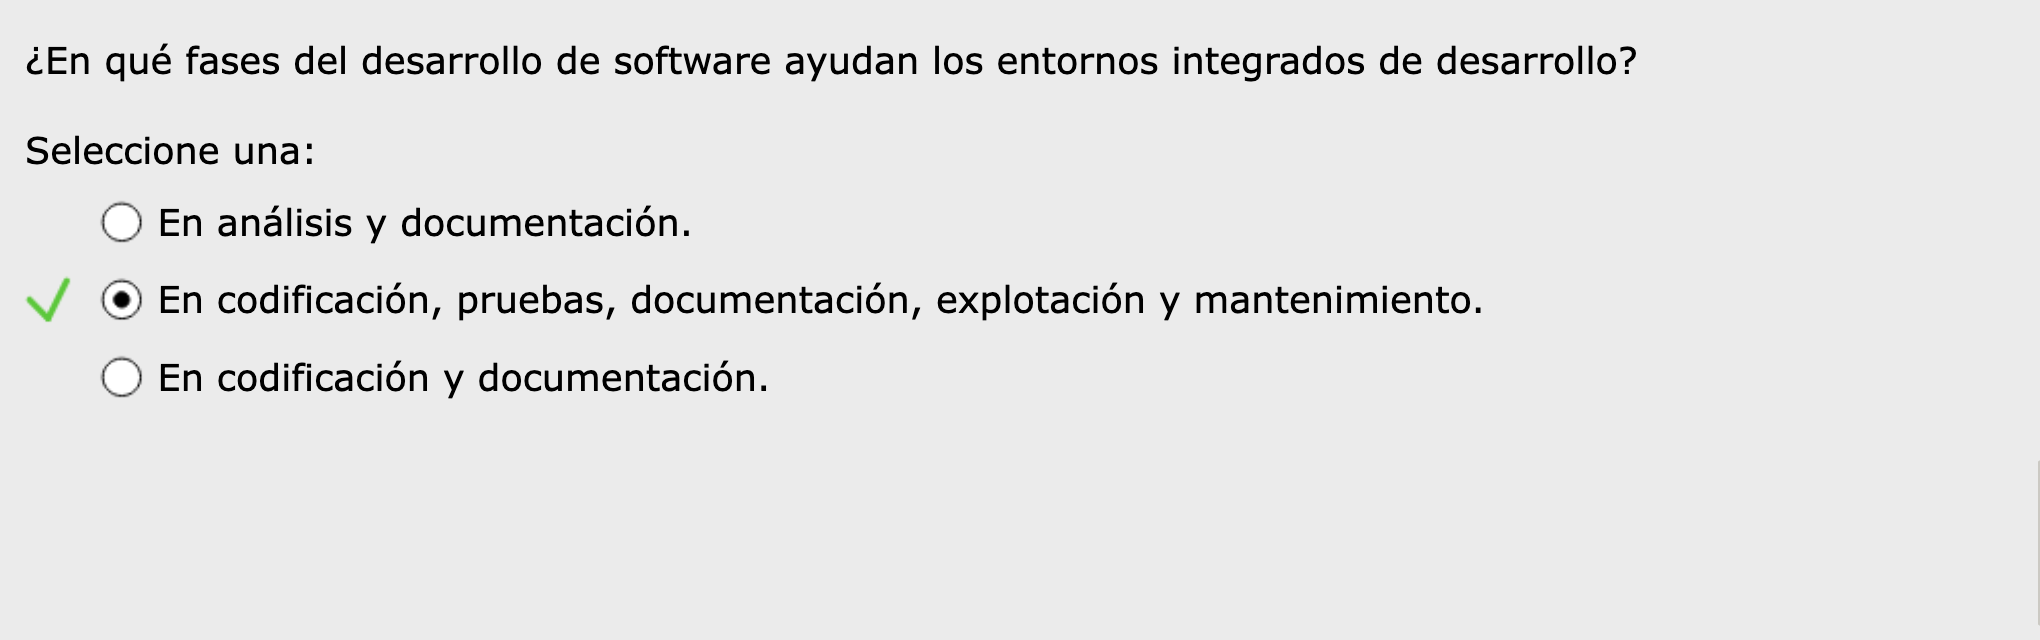 ¿En qué fases del desarrollo de software ayudan los entornos integrados de desarrollo?
Seleccione una:
En análisis y documentación.
En codificación, pruebas, documentación, explotación y mantenimiento.
En codificación y documentación.